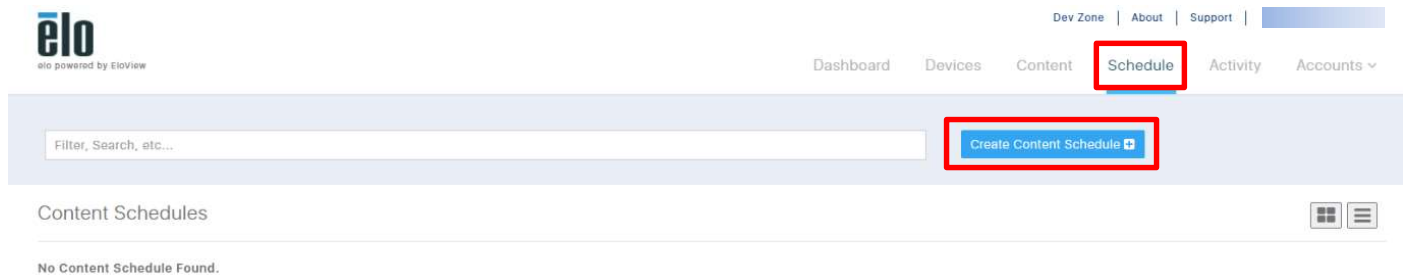 Dev Zone | About | Support |
ēlo
elo powered by EloView
Dashboard Devices Content Schedule Activity Accounts
Filter, Search, etc...
Create Content Schedule
Content Schedules
No Content Schedule Found.